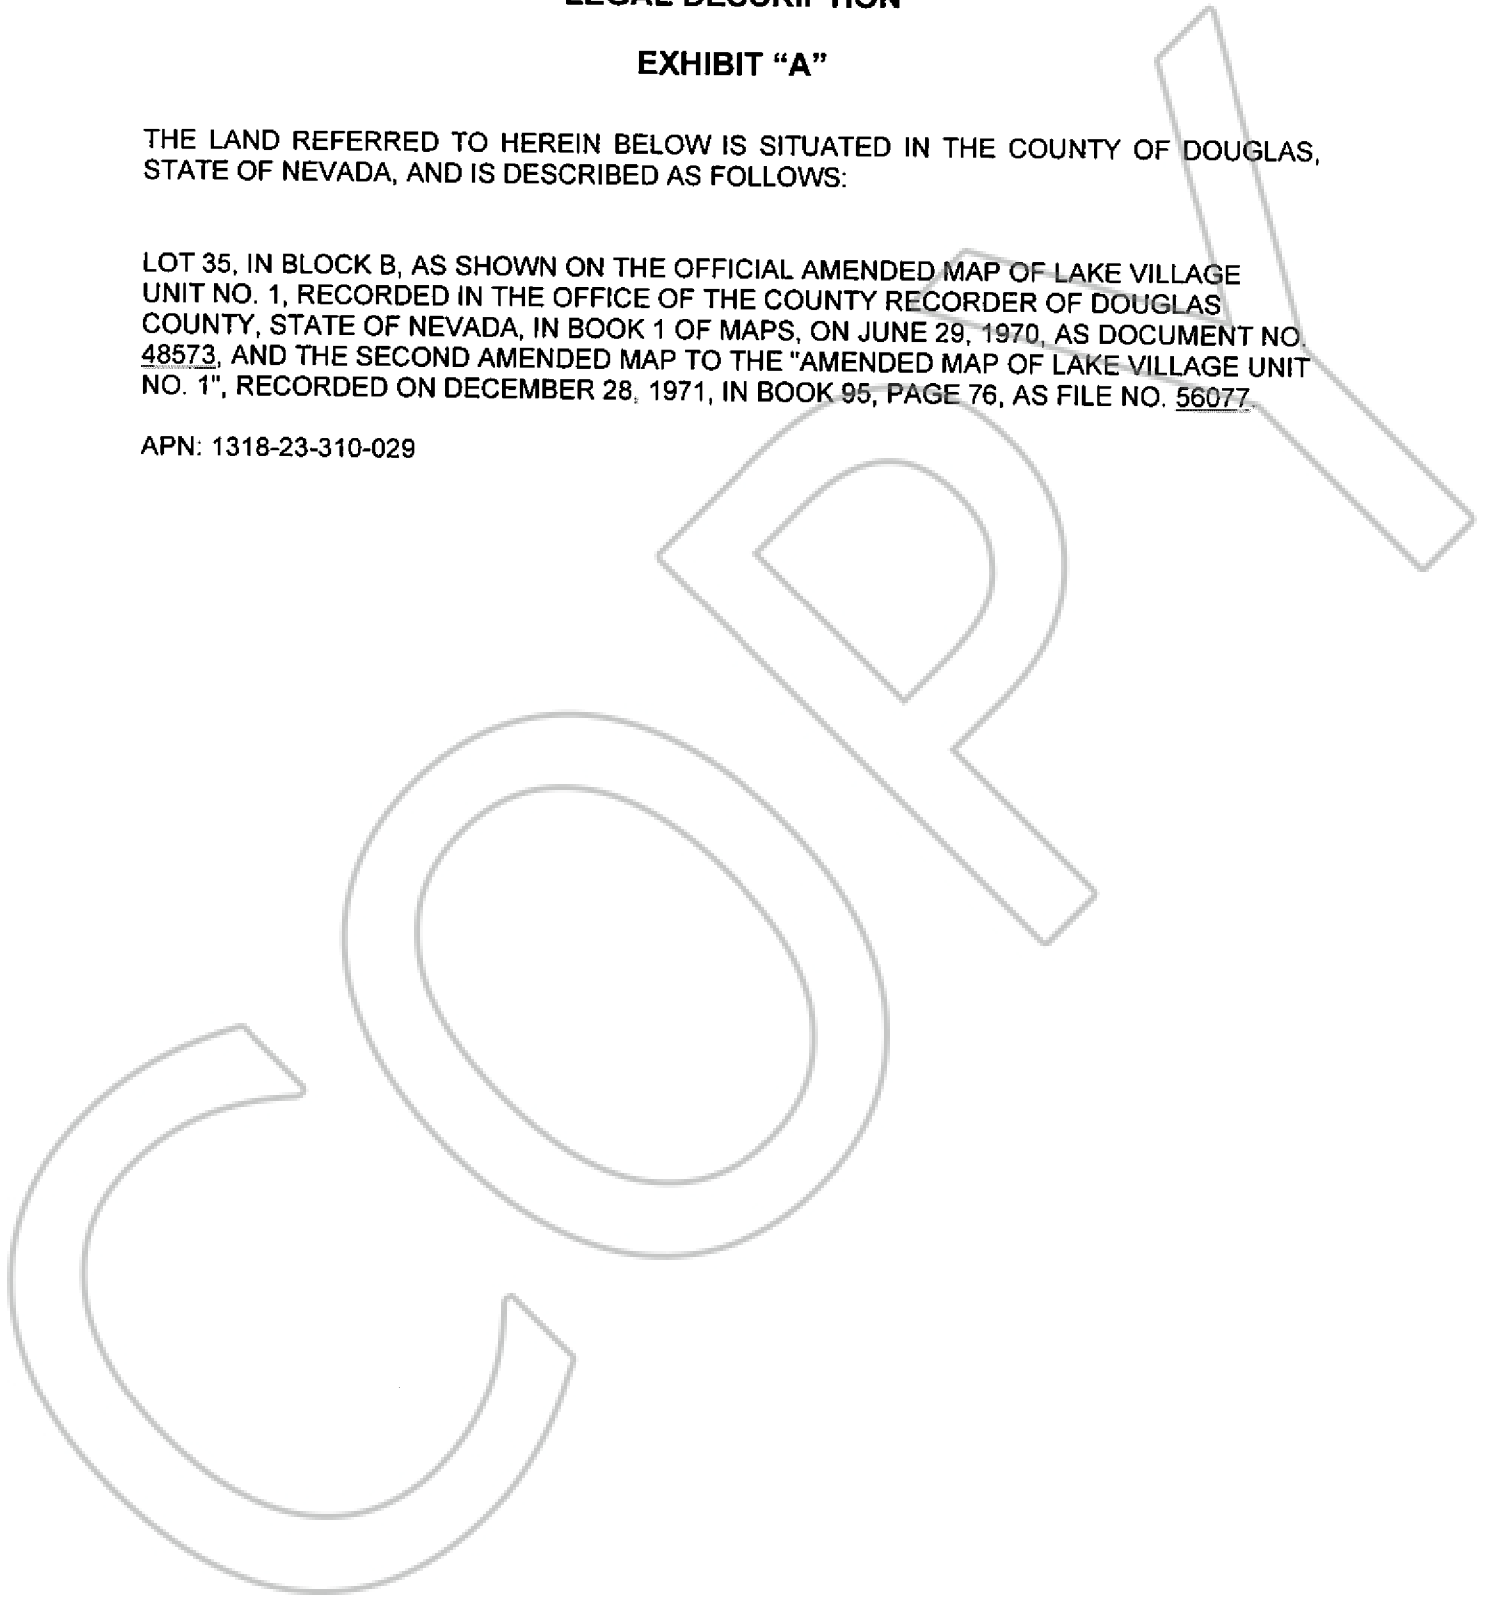 LEGAL DESCRIPTION
EXHIBIT “A”
THE LAND REFERRED TO HEREIN BELOW IS SITUATED IN THE COUNTY OF DOUGLAS,
STATE OF NEVADA, AND IS DESCRIBED AS FOLLOWS:
LOT 35, IN BLOCK B, AS SHOWN ON THE OFFICIAL AMENDED MAP OF LAKE VILLAGE
UNIT NO. 1, RECORDED IN THE OFFICE OF THE COUNTY RECORDER OF DOUGLAS
COUNTY, STATE OF NEVADA, IN BOOK 1 OF MAPS, ON JUNE 29, 1970, AS DOCUMENT NO.
48573, AND THE SECOND AMENDED MAP TO THE "AMENDED MAP OF LAKE VILLAGE UNIT
NO. 1", RECORDED ON DECEMBER 28, 1971, IN BOOK 95, PAGE 76, AS FILE NO. 56077.
APN: 1318-23-310-029
COPY